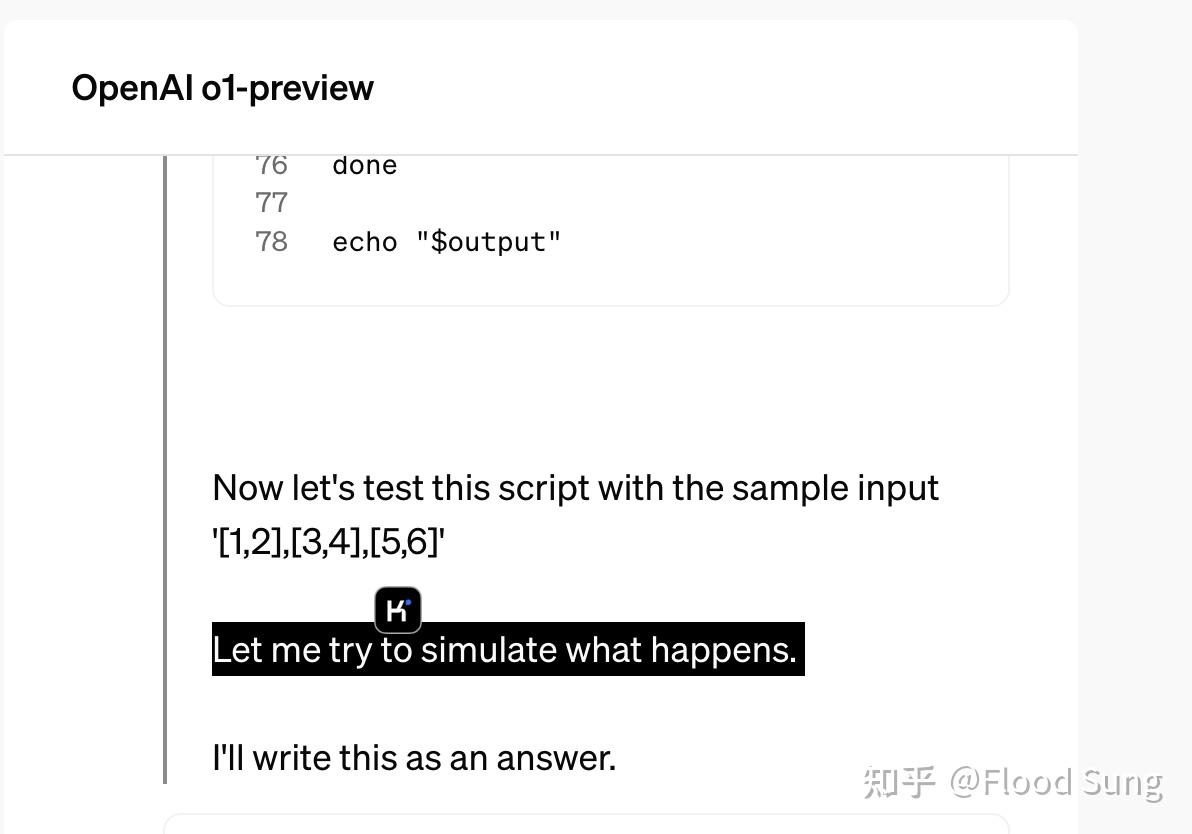 OpenAI o1-preview
76 done
77
78 echo "$output"
Now let's test this script with the sample input
'[1,2],[3,4],[5,6]'
K
Let me try to simulate what happens.
I'll write this as an answer.
知乎 @Flood Sung